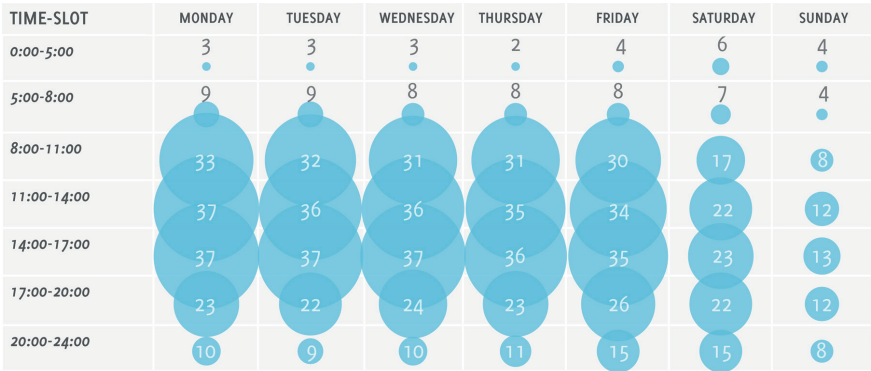 TIME-SLOT MONDAY TUESDAY WEDNESDAY THURSDAY FRIDAY SATURDAY SUNDAY
0:00-5:00 3 3 3 2 4 6 4
5:00-8:00 9 9 8 8 8 7 4
8:00-11:00 33 32 31 31 30 17 8
11:00-14:00 37 36 36 35 34 22 12
14:00-17:00 37 37 37 36 35 23 13
17:00-20:00 23 22 24 23 26 22 12
20:00-24:00 10 9 10 11 15 15 8